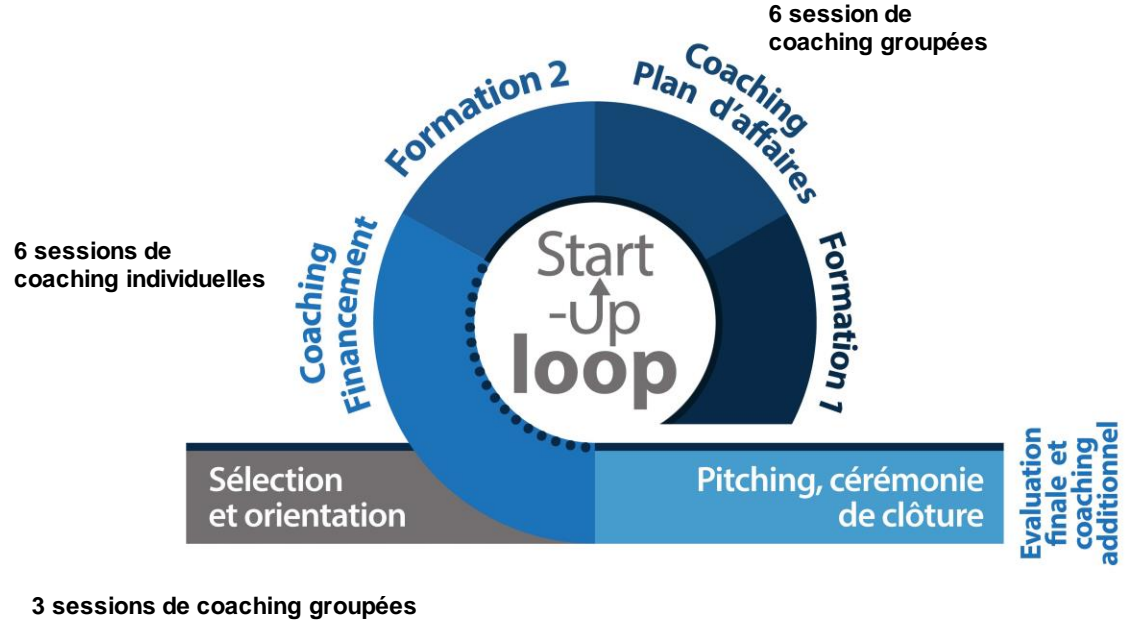 6 session de
coaching groupées
Coaching
Plan d'affaires
Formation 2
Formation 1
6 sessions de
coaching individuelles
Coaching
Financement
Start
-Up
loop
Sélection
et orientation
Pitching, cérémonie
de clôture
Evaluation
finale et
coaching
additionnel
3 sessions de coaching groupées